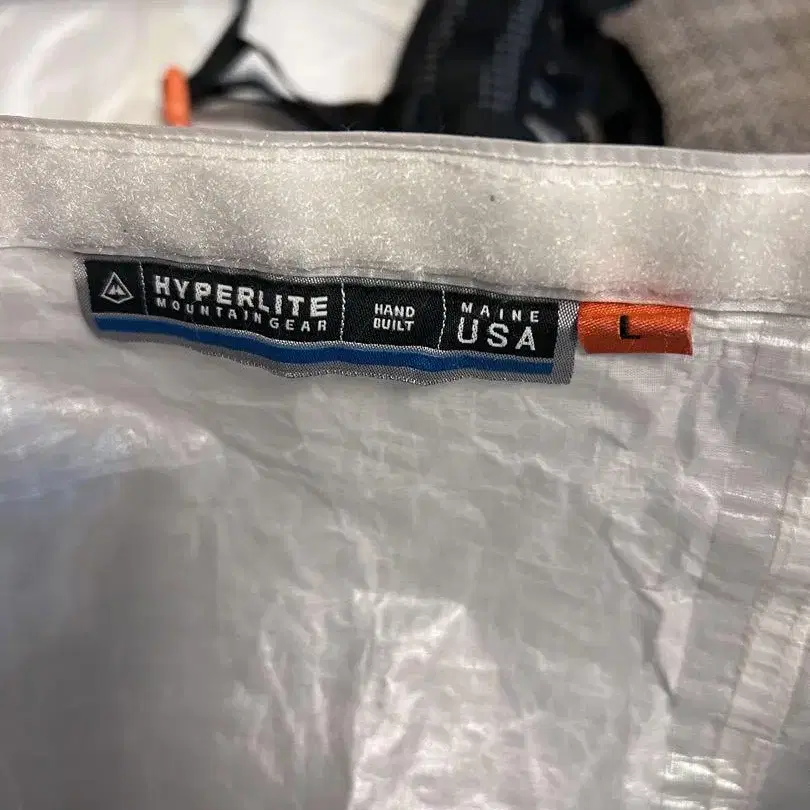 HYPERLITE
MOUNTAIN GEAR
HAND
BUILT
MAINE
USA
L